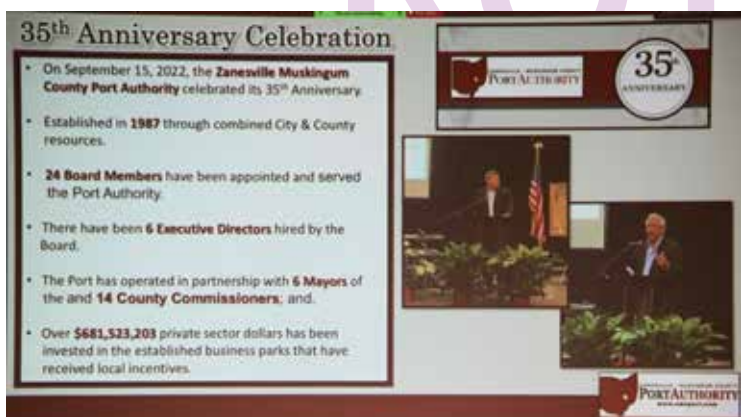 35th Anniversary Celebration
• On September 15, 2022, the Zanesville Muskingum
County Port Authority celebrated its 35th Anniversary.
• Established in 1987 through combined City & County
resources.
• 24 Board Members have been appointed and served
the Port Authority.
• There have been 6 Executive Directors hired by the
Board.
• The Port has operated in partnership with 6 Mayors of
the and 14 County Commissioners; and.
• Over $681,523,203 private sector dollars has been
invested in the established business parks that have
received local incentives.
PORT AUTHORITY
35th
ANNIVERSARY
PORT AUTHORITY